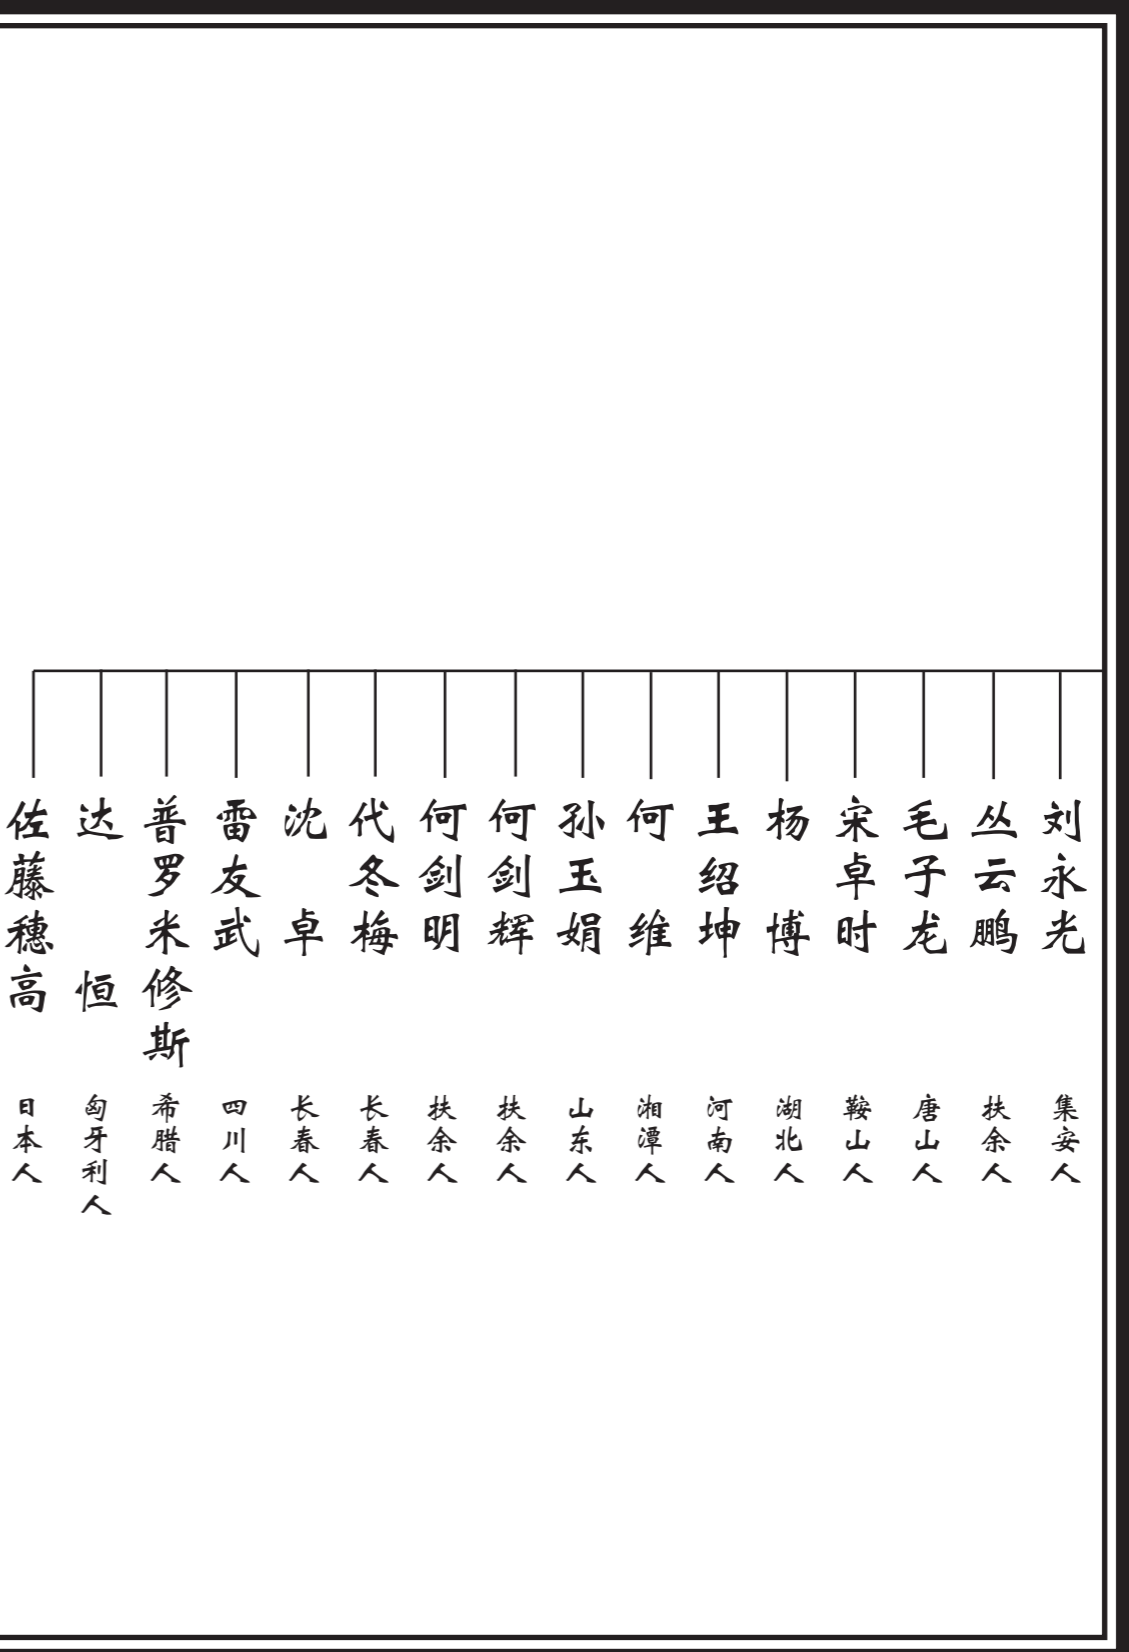 刘永光 集安人
丛云鹏 扶余人
毛子龙 唐山人
宋卓时 鞍山人
杨博 湖北人
王绍坤 河南人
何维 湘潭人
孙玉娟 山东人
何剑辉 扶余人
何剑明 扶余人
代冬梅 长春人
沈卓 长春人
雷友武 四川人
普罗米修斯 希腊人
达恒 匈牙利人
佐藤穗高 日本人